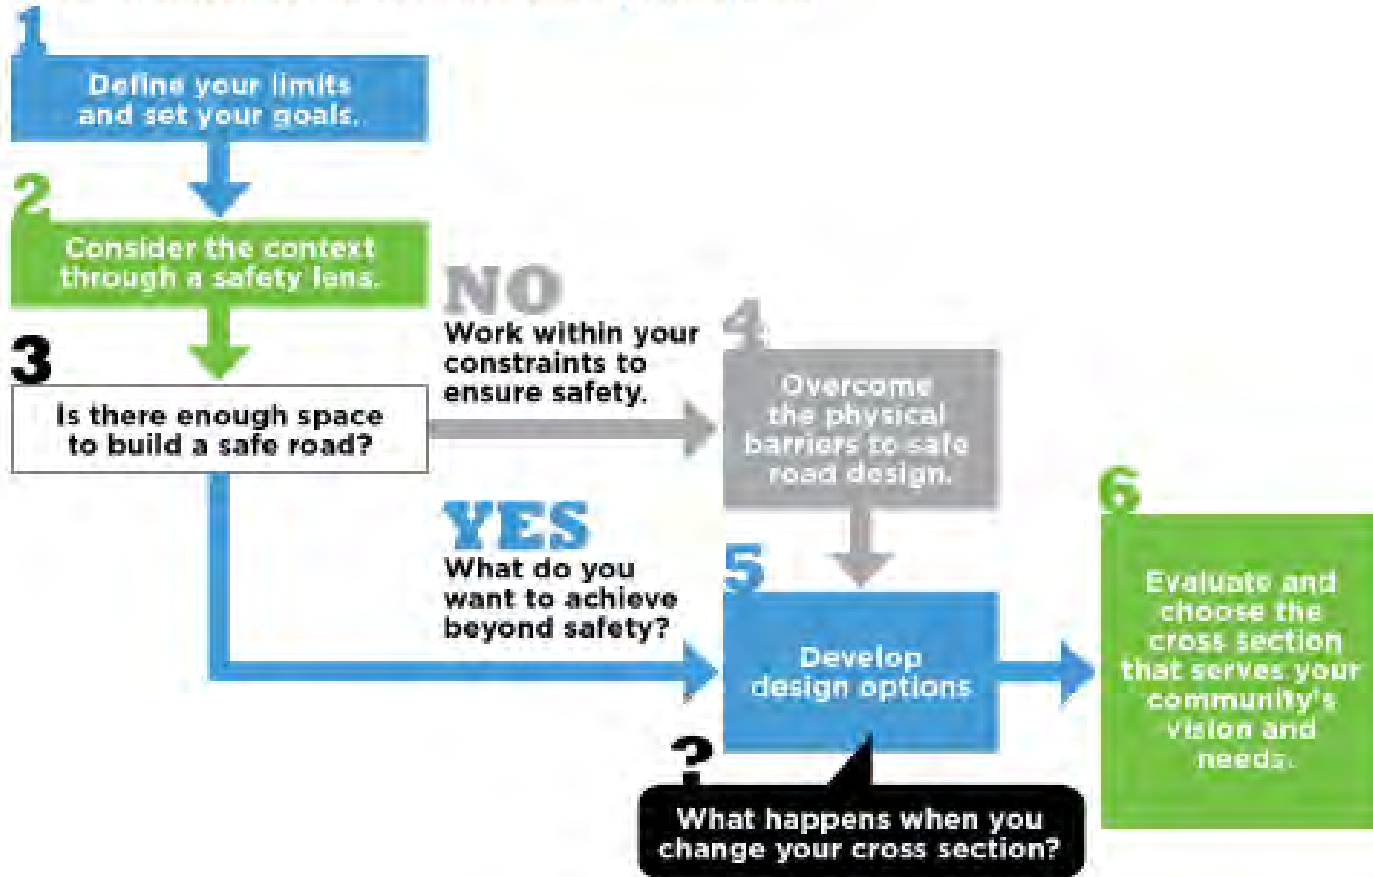 1
Define your limits
and set your goals.
2
Consider the context
through a safety lens.
3
Is there enough space
to build a safe road?
NO
Work within your
constraints to
ensure safety.
4
Overcome
the physical
barriers to safe
road design.
YES
What do you
want to achieve
beyond safety?
5
Develop
design options
?
What happens when you
change your cross section?
6
Evaluate and
choose the
cross section
that serves your
community's
vision and
needs.